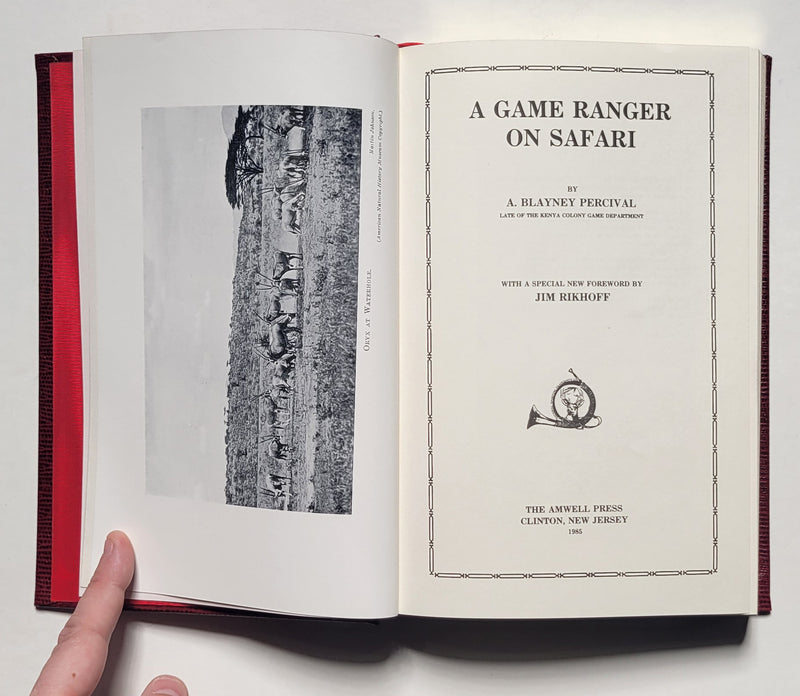 Martin Johnson.
(American Natural History Museum Copyright.)
ORYX AT WATERHOLE.
A GAME RANGER
ON SAFARI
BY
A. BLAYNEY PERCIVAL
LATE OF THE KENYA COLONY GAME DEPARTMENT
WITH A SPECIAL NEW FOREWORD BY
JIM RIKHOFF
THE AMWELL PRESS
CLINTON, NEW JERSEY
1985